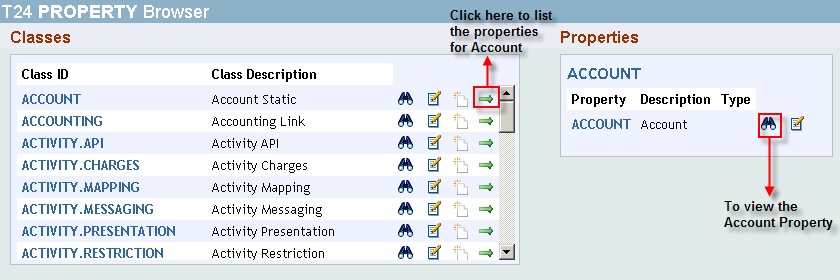 T24 PROPERTY Browser
Click here to list
the properties
for Account
Classes
Class ID Class Description
ACCOUNT Account Static
ACCOUNTING Accounting Link
ACTIVITY.API Activity API
ACTIVITY.CHARGES Activity Charges
ACTIVITY.MAPPING Activity Mapping
ACTIVITY.MESSAGING Activity Messaging
ACTIVITY.PRESENTATION Activity Presentation
ACTIVITY.RESTRICTION Activity Restriction
Properties
ACCOUNT
Property Description Type
ACCOUNT Account
To view the
Account Property